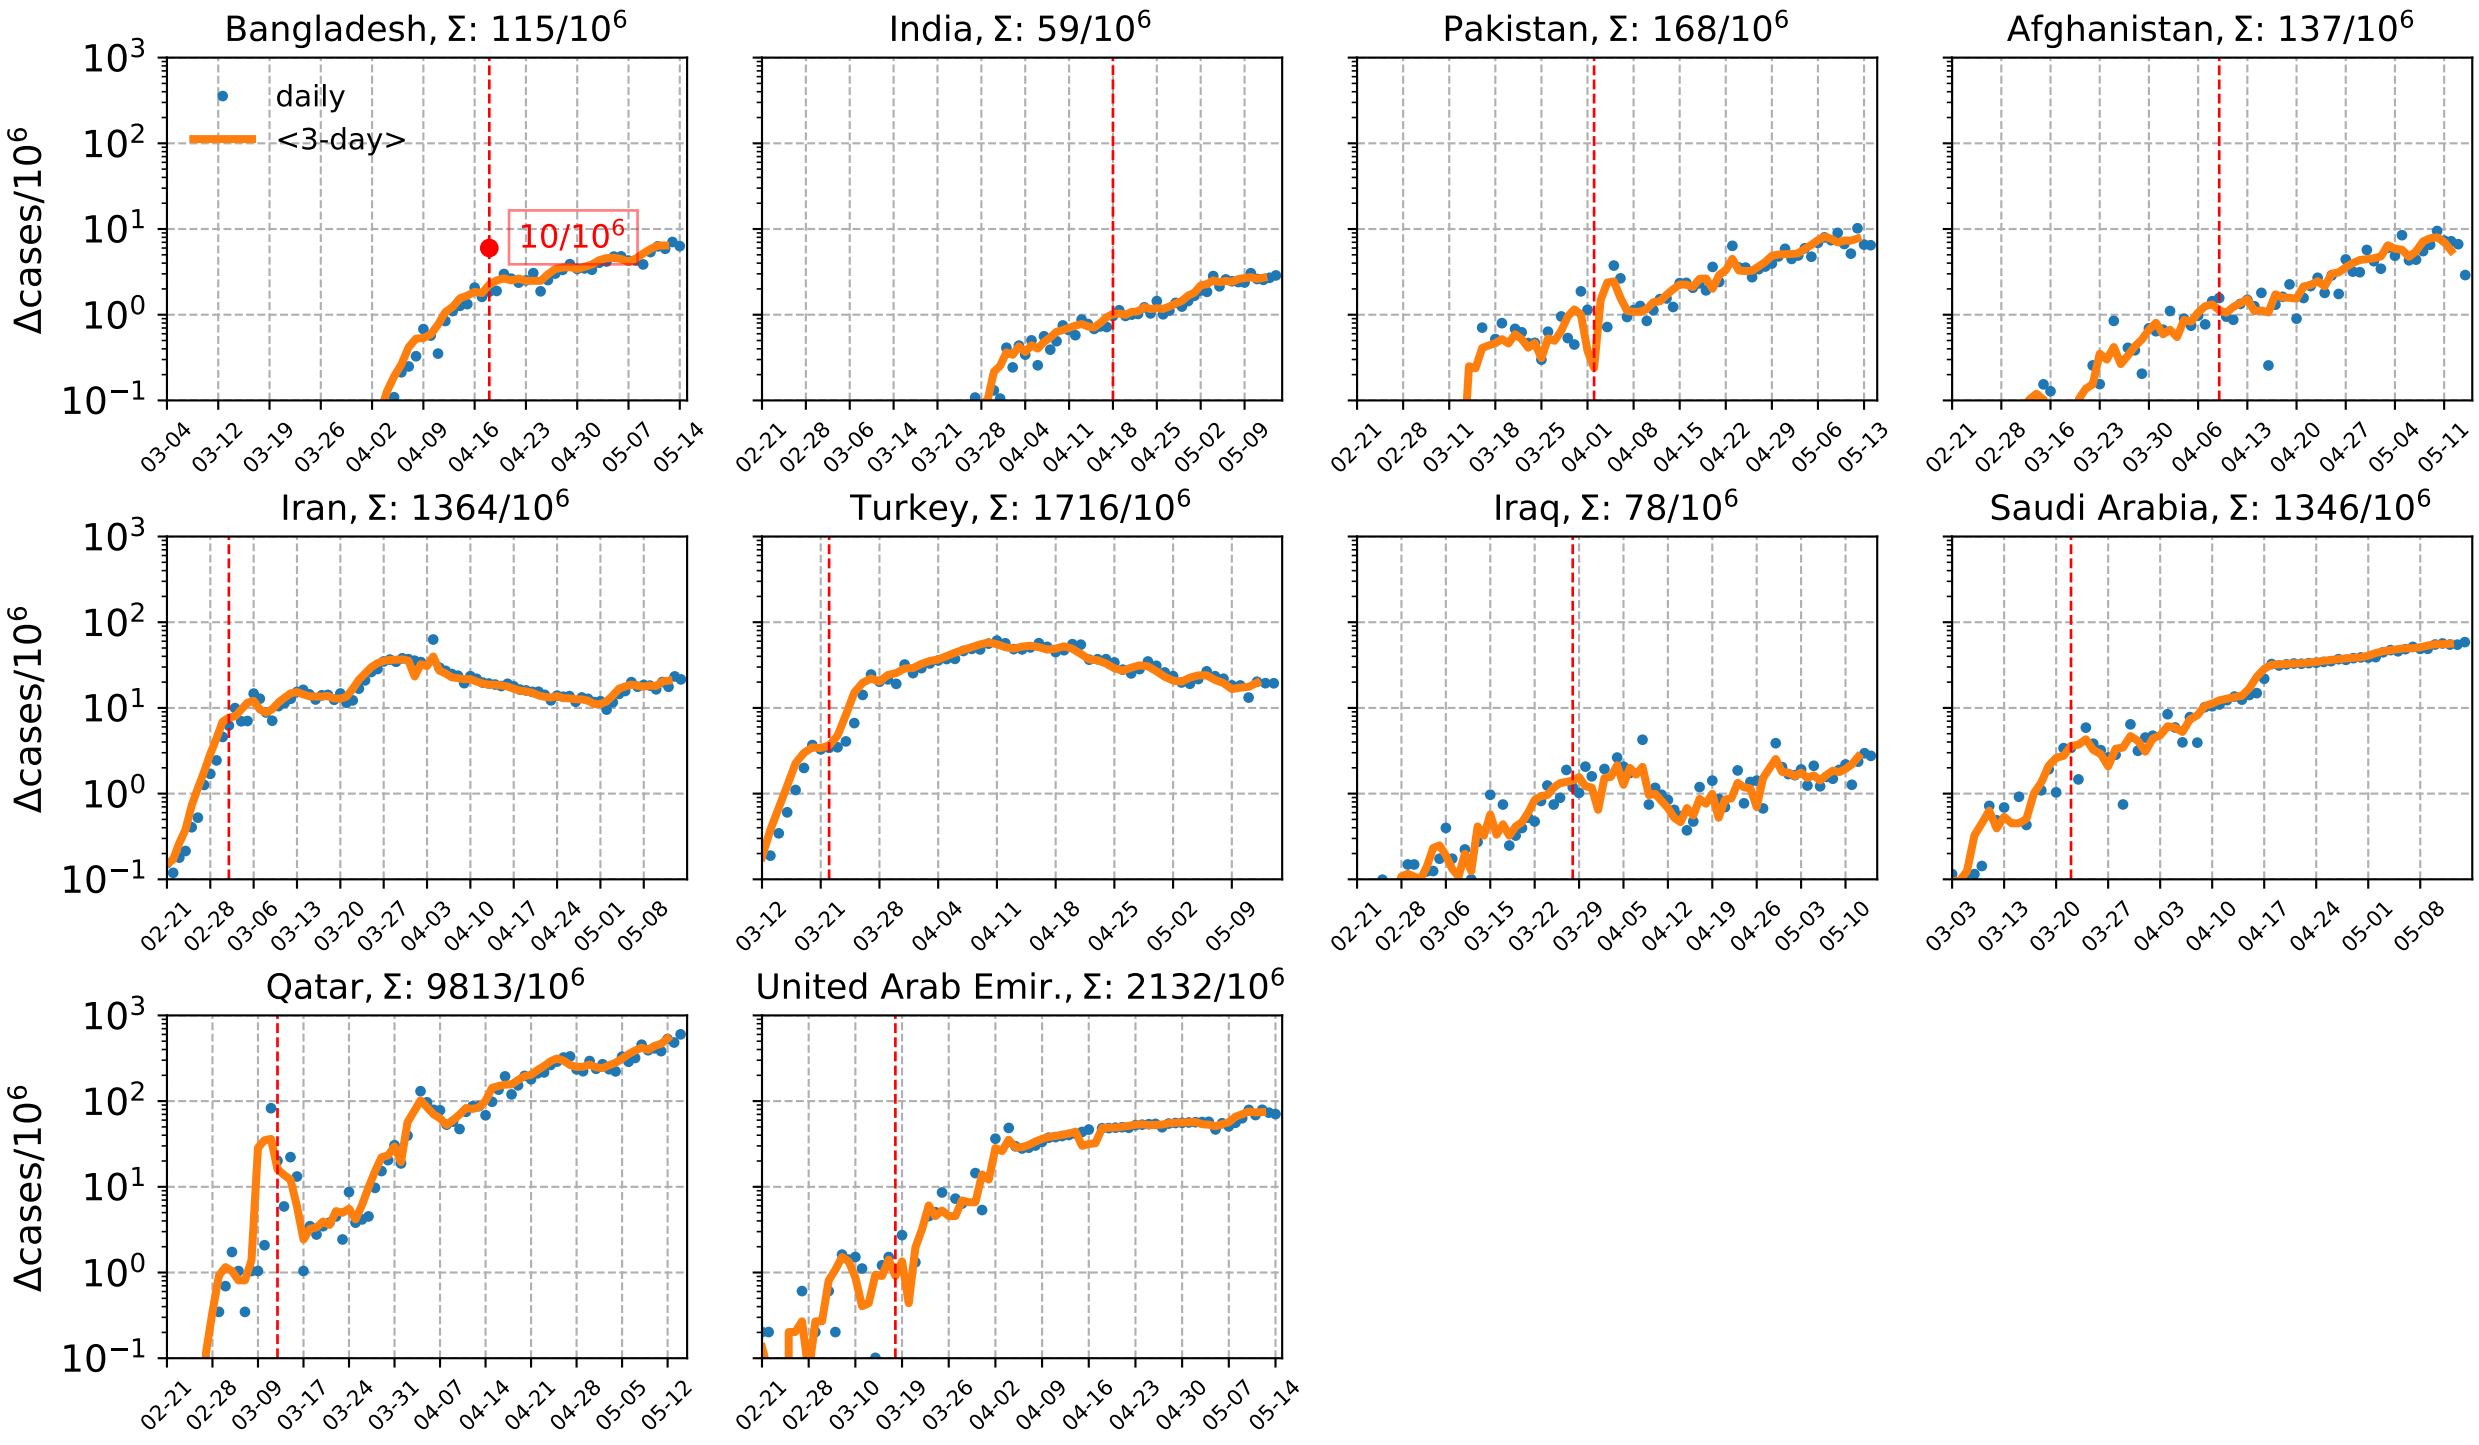 Bangladesh, Σ: 115/10⁶
India, Σ: 59/10⁶
Pakistan, Σ: 168/10⁶
Afghanistan, Σ: 137/10⁶
Δcases/10⁶
10³
10²
10¹
10⁰
10⁻¹
daily
<3-day>
10/10⁶
03-04 03-12 03-19 03-26 04-02 04-09 04-16 04-23 04-30 05-07 05-14
02-21 02-28 03-06 03-14 03-21 03-28 04-04 04-11 04-18 04-25 05-02 05-09
02-21 02-28 03-11 03-18 03-25 04-01 04-08 04-15 04-22 04-29 05-06 05-13
02-21 02-28 03-16 03-23 03-30 04-06 04-13 04-20 04-27 05-04 05-11
Iran, Σ: 1364/10⁶
Turkey, Σ: 1716/10⁶
Iraq, Σ: 78/10⁶
Saudi Arabia, Σ: 1346/10⁶
Δcases/10⁶
10³
10²
10¹
10⁰
10⁻¹
02-21 02-28 03-06 03-13 03-20 03-27 04-03 04-10 04-17 04-24 05-01 05-08
03-12 03-21 03-28 04-04 04-11 04-18 04-25 05-02 05-09
02-21 02-28 03-06 03-15 03-22 03-29 04-05 04-12 04-19 04-26 05-03 05-10
03-03 03-13 03-20 03-27 04-03 04-10 04-17 04-24 05-01 05-08
Qatar, Σ: 9813/10⁶
United Arab Emir., Σ: 2132/10⁶
Δcases/10⁶
10³
10²
10¹
10⁰
10⁻¹
02-21 02-28 03-09 03-17 03-24 03-31 04-07 04-14 04-21 04-28 05-05 05-12
02-21 02-28 03-10 03-19 03-26 04-02 04-09 04-16 04-23 04-30 05-07 05-14